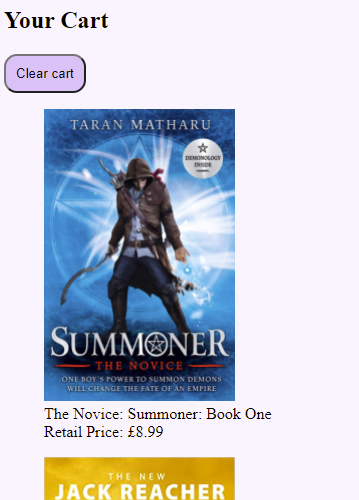 Your Cart
Clear cart
TARAN MATHARU
DEMONOLOGY
INSIDE
SUMMONER
THE NOVICE
ONE BOY'S POWER TO SUMMON DEMONS
WILL CHANGE THE FATE OF AN EMPIRE
The Novice: Summoner: Book One
Retail Price: £8.99
THE NEW
JACK REACHER